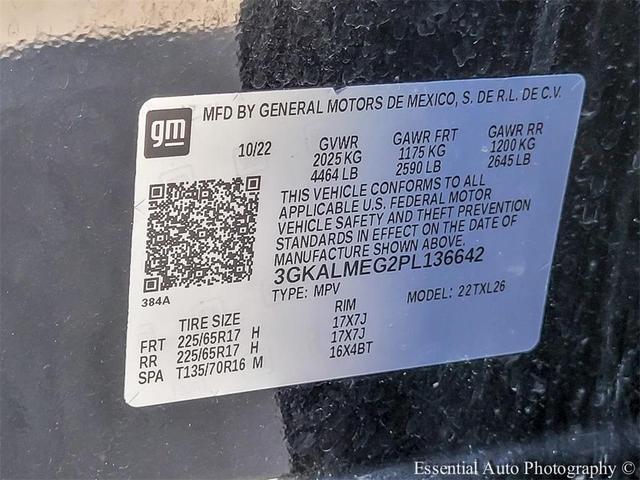 gm MFD BY GENERAL MOTORS DE MEXICO, S. DE R.L. DE C.V.
10/22 GVWR GAWR FRT GAWR RR
2025 KG 1175 KG 1200 KG
4464 LB 2590 LB 2645 LB
THIS VEHICLE CONFORMS TO ALL
APPLICABLE U.S. FEDERAL MOTOR
VEHICLE SAFETY AND THEFT PREVENTION
STANDARDS IN EFFECT ON THE DATE OF
MANUFACTURE SHOWN ABOVE.
3GKALMEG2PL136642
384A TYPE: MPV MODEL: 22TXL26
TIRE SIZE RIM
FRT 225/65R17 H 17X7J
RR 225/65R17 H 17X7J
SPA T135/70R16 M 16X4BT
Essential Auto Photography ©